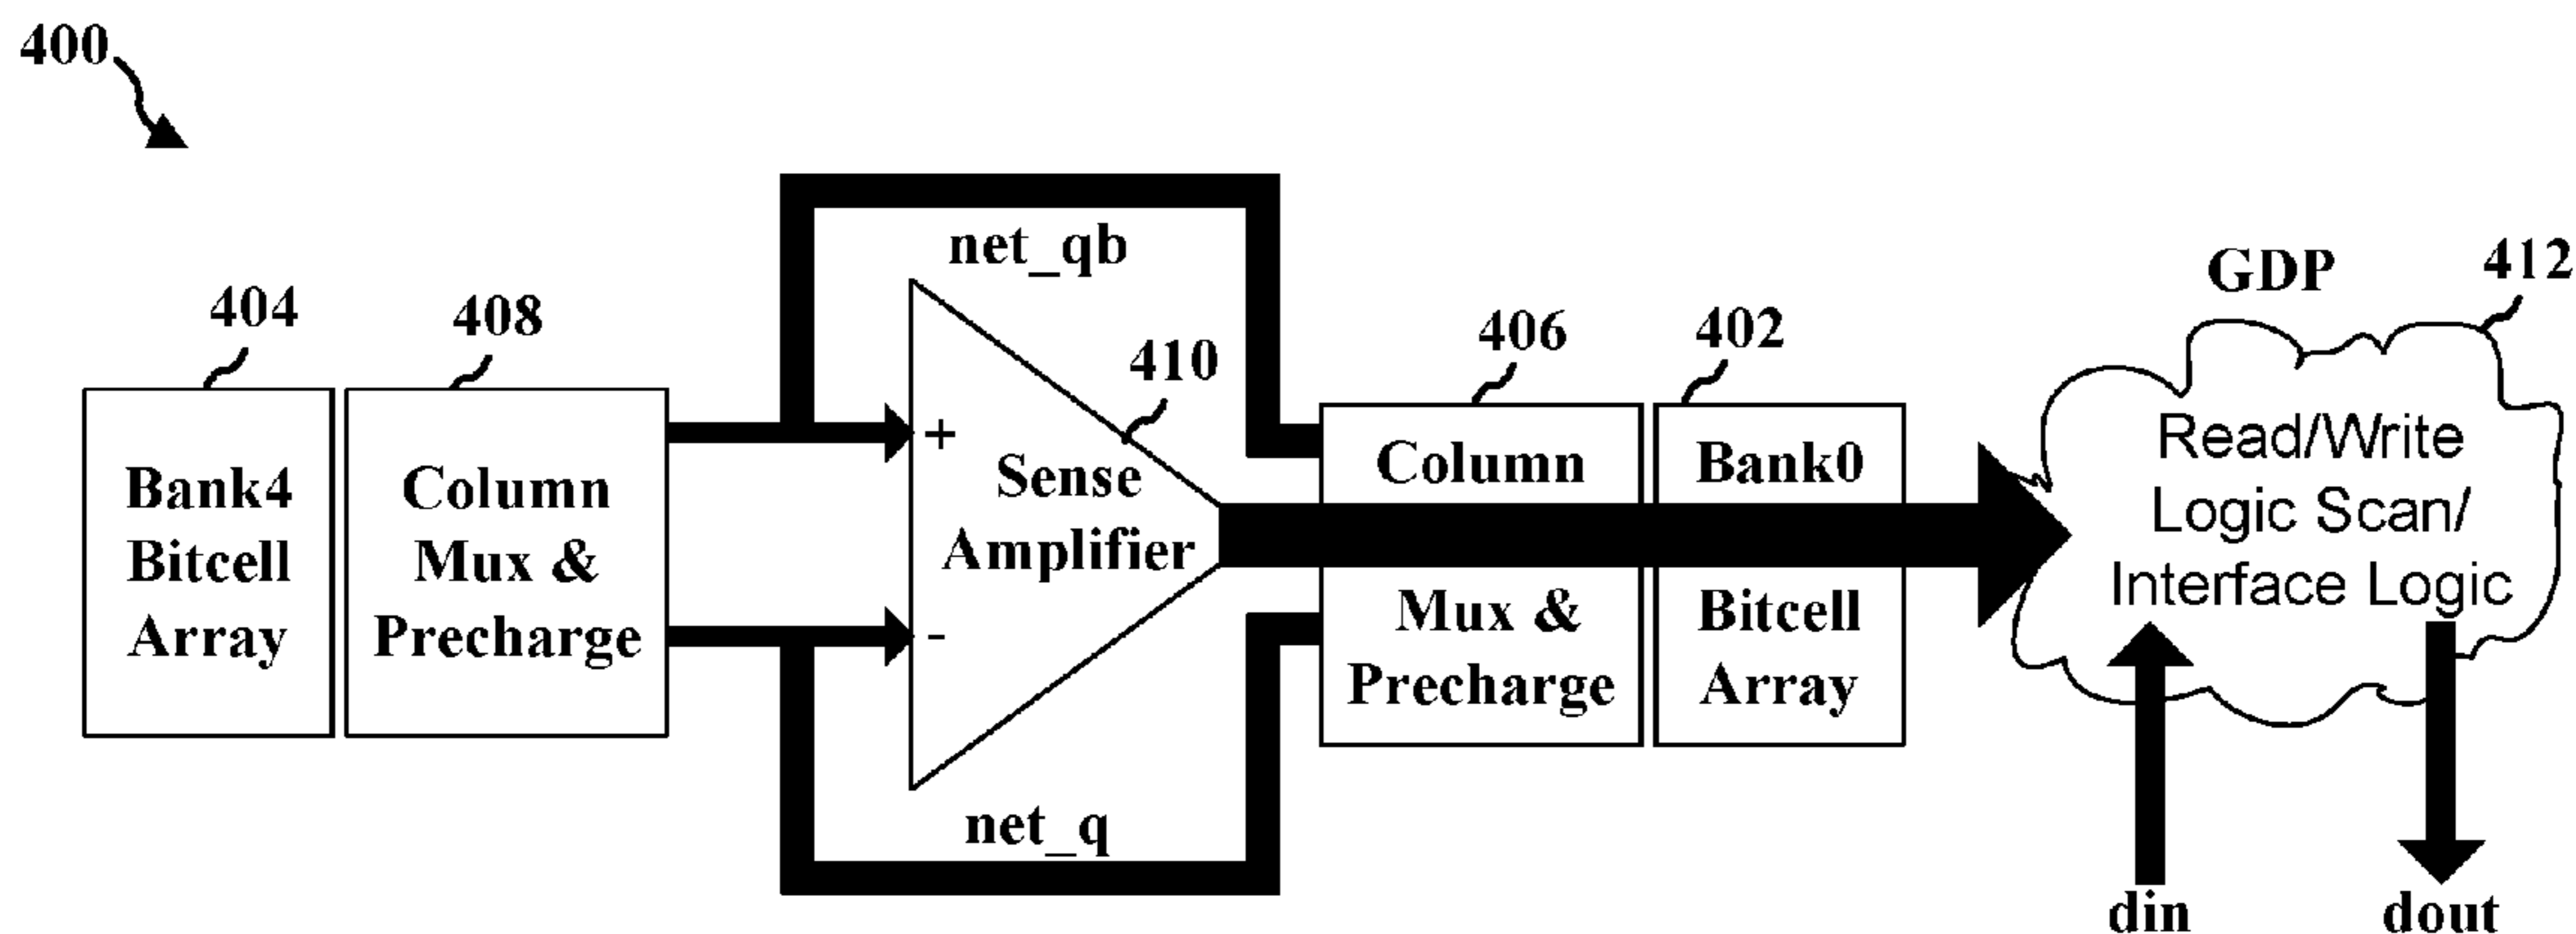 400
net_qb
GDP
412
404
408
406
402
410
+
-
Bank4
Bitcell
Array
Column
Mux &
Precharge
Sense
Amplifier
Column
Mux &
Precharge
Bank0
Bitcell
Array
Read/Write
Logic Scan/
Interface Logic
net_q
din
dout